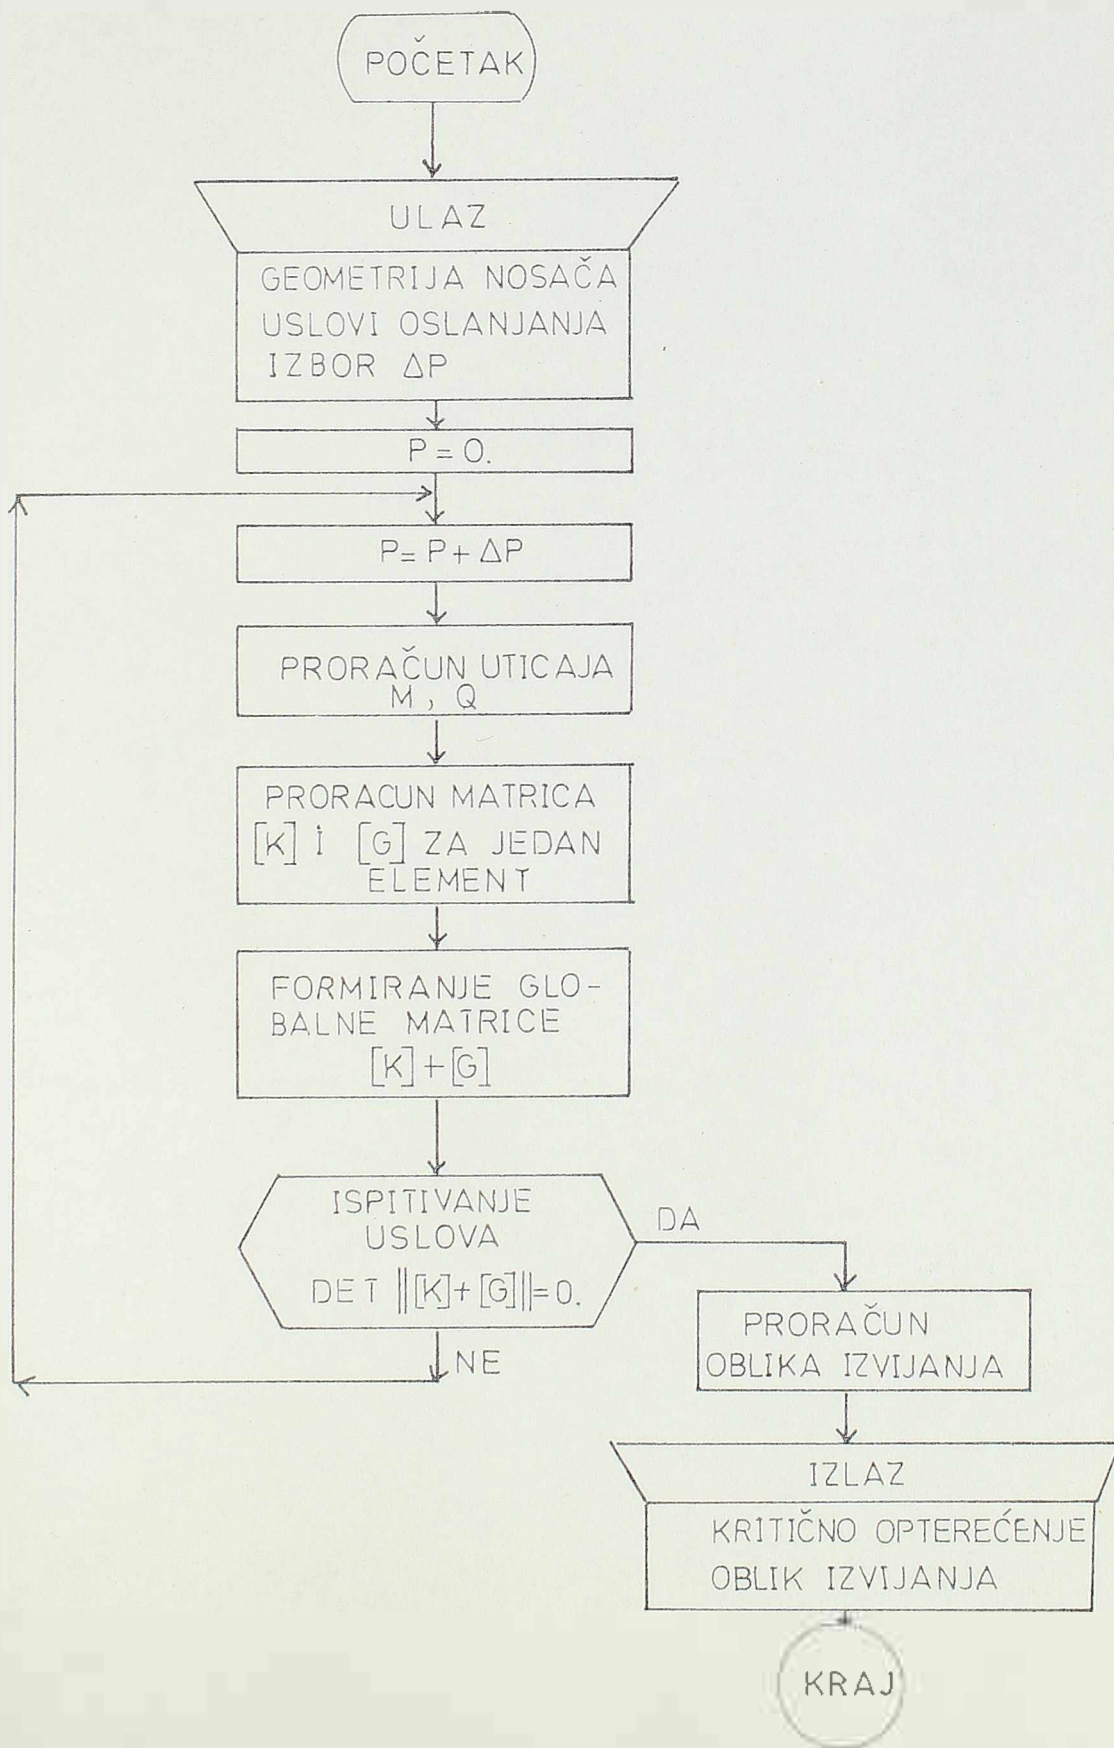 POČETAK
ULAZ
GEOMETRIJA NOSAČA
USLOVI OSLANJANJA
IZBOR ΔP
P = 0.
P= P + ΔP
PRORAČUN UTICAJA
M , Q
PRORACUN MATRICA
[K] I [G] ZA JEDAN
ELEMENT
FORMIRANJE GLO-
BALNE MATRICE
[K]+[G]
ISPITIVANJE
USLOVA
DET ||[K]+[G]||=0.
DA
NE
PRORAČUN
OBLIKA IZVIJANJA
IZLAZ
KRITIČNO OPTEREĆENJE
OBLIK IZVIJANJA
KRAJ